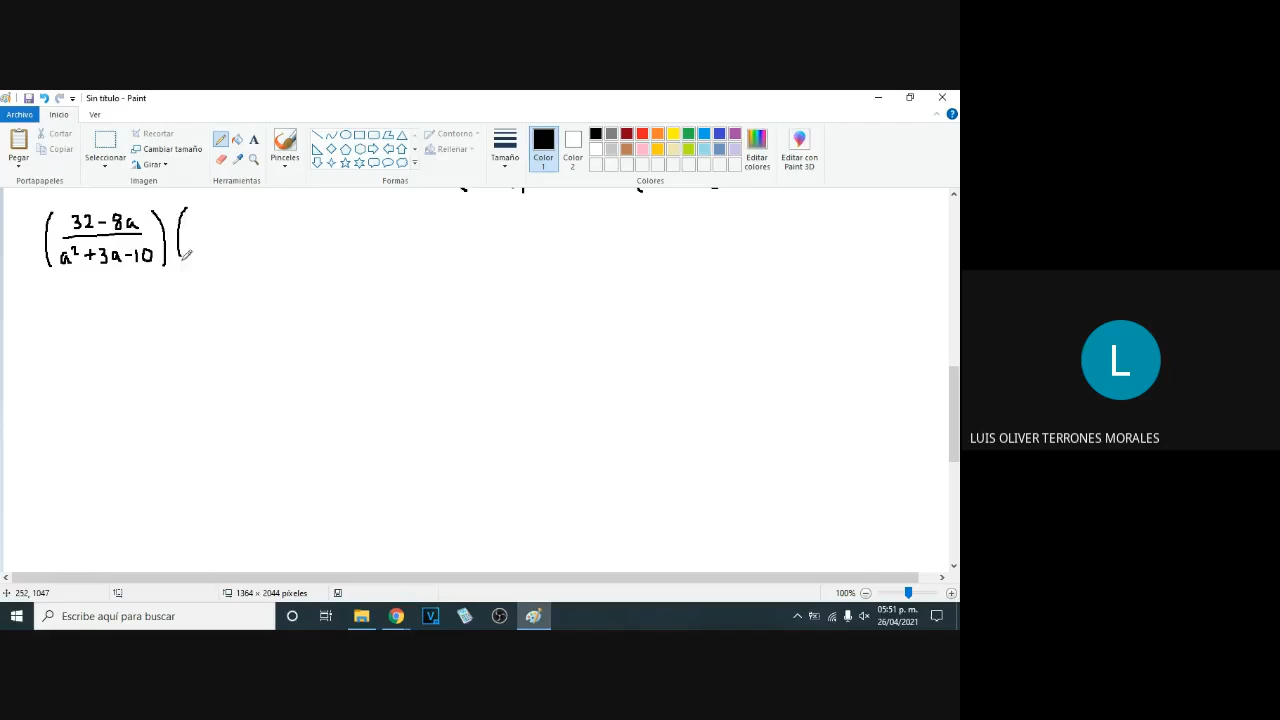 Sin título - Paint
Archivo Inicio Ver
Pegar Cortar Copiar Seleccionar Recortar Cambiar tamaño Girar A Pinceles Contorno Rellenar Tamaño Color 1 Color 2 Editar colores Editar con Paint 3D
Portapapeles Imagen Herramientas Formas Colores
( 32 - 8a ) (
a² + 3a - 10
L
LUIS OLIVER TERRONES MORALES
252, 1047 1364 × 2044 píxeles 100%
Escribe aquí para buscar V 05:51 p. m.
26/04/2021